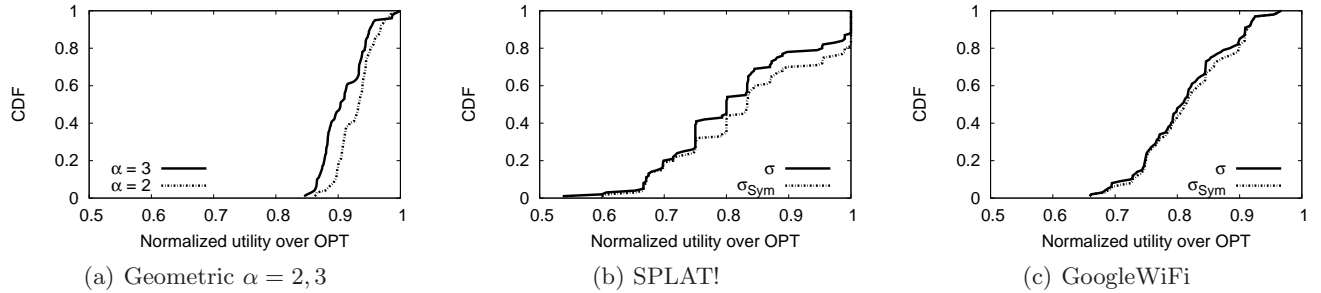 1
0.8
0.6
0.4
0.2
0
CDF
α = 3
α = 2
0.5 0.6 0.7 0.8 0.9 1
Normalized utility over OPT
(a) Geometric α = 2, 3
1
0.8
0.6
0.4
0.2
0
CDF
σ
σSym
0.5 0.6 0.7 0.8 0.9 1
Normalized utility over OPT
(b) SPLAT!
1
0.8
0.6
0.4
0.2
0
CDF
σ
σSym
0.5 0.6 0.7 0.8 0.9 1
Normalized utility over OPT
(c) GoogleWiFi